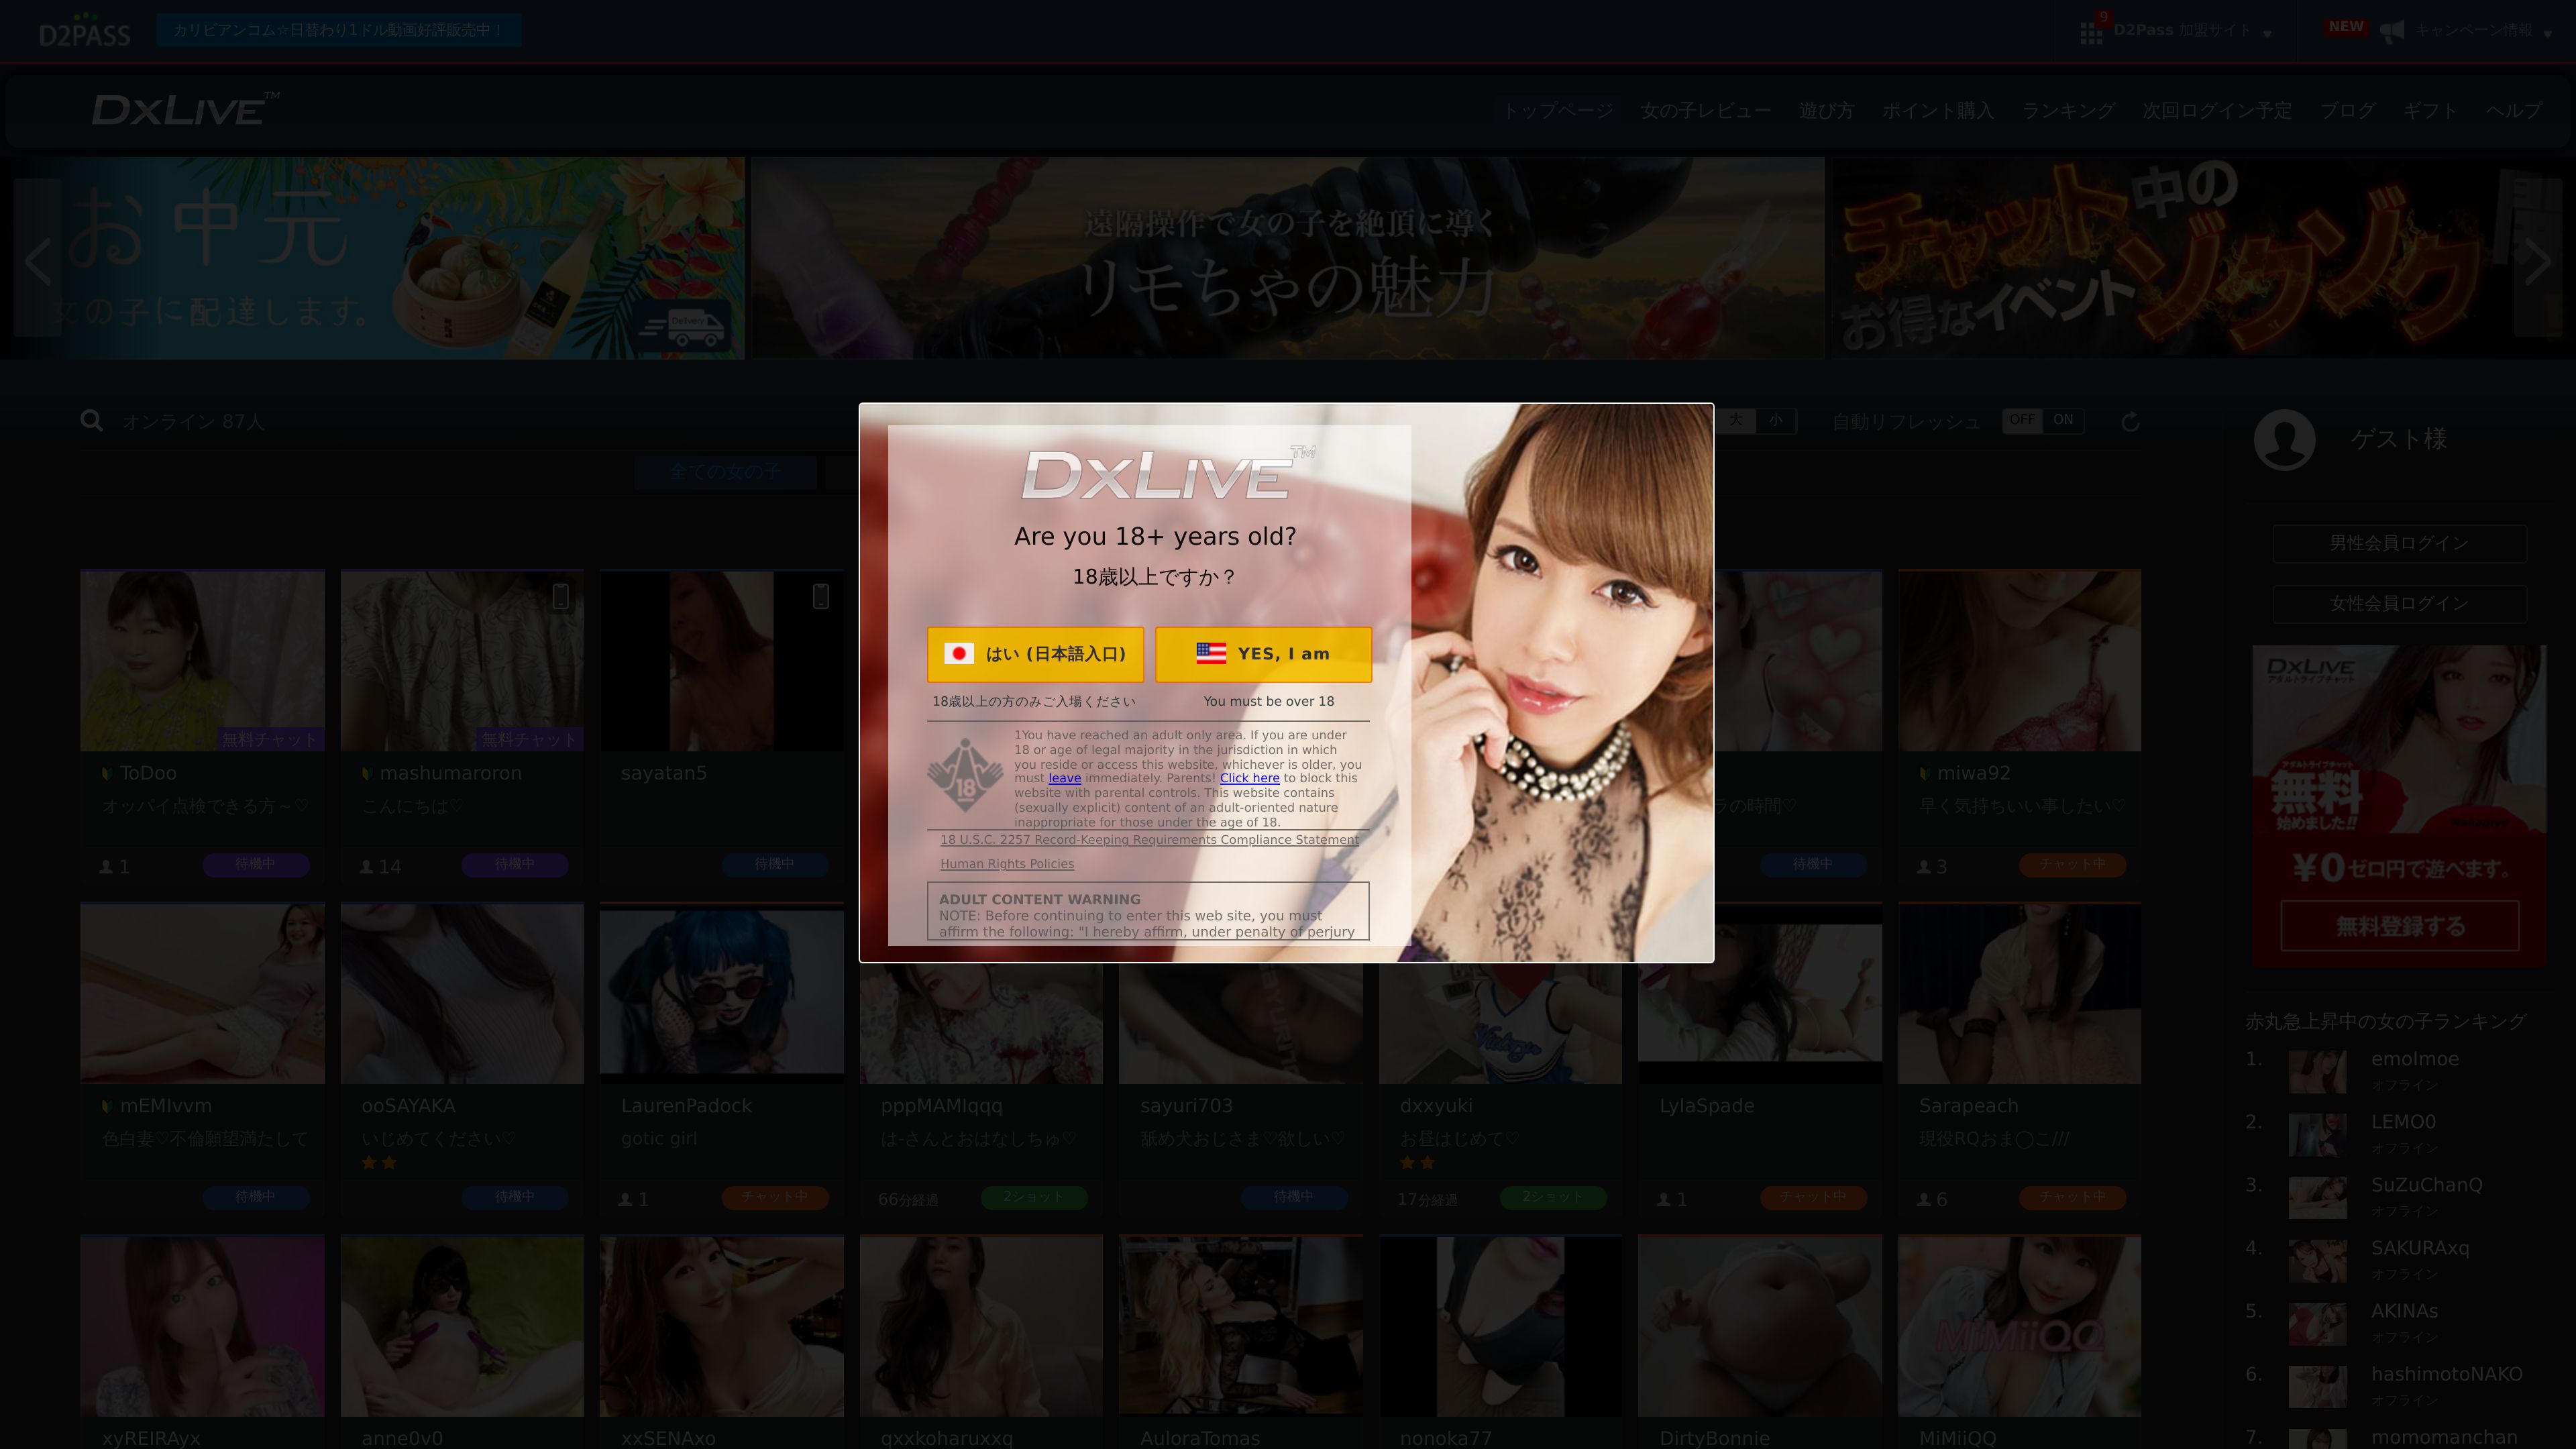 D2PASS
カリビアンコム☆日替わり1ドル動画好評販売中！
9
D2Pass 加盟サイト
NEW
キャンペーン情報
DXLIVE™
トップページ 女の子レビュー 遊び方 ポイント購入 ランキング 次回ログイン予定 ブログ ギフト ヘルプ
お中元
女の子に配達します。
Delivery
遠隔操作で女の子を絶頂に導く
リモちゃの魅力
チャット中の
お得なイベント
ゾクゾク
オンライン 87人
大 小
自動リフレッシュ
OFF ON
ゲスト様
全ての女の子
男性会員ログイン
女性会員ログイン
DXLIVE™
Are you 18+ years old?
18歳以上ですか？
はい (日本語入口)
YES, I am
18歳以上の方のみご入場ください
You must be over 18
1You have reached an adult only area. If you are under
18 or age of legal majority in the jurisdiction in which
you reside or access this website, whichever is older, you
must leave immediately. Parents! Click here to block this
website with parental controls. This website contains
(sexually explicit) content of an adult-oriented nature
inappropriate for those under the age of 18.
18
18 U.S.C. 2257 Record-Keeping Requirements Compliance Statement
Human Rights Policies
ADULT CONTENT WARNING
NOTE: Before continuing to enter this web site, you must
affirm the following: "I hereby affirm, under penalty of perjury
無料チャット
無料チャット
ToDoo
mashumaroron
sayatan5
miwa92
オッパイ点検できる方～♡
こんにちは♡
ラの時間♡
早く気持ちいい事したい♡
1
待機中
14
待機中
待機中
待機中
3
チャット中
DXLIVE
アダルトライブチャット
アダルトライブチャット
無料
始めました!!
¥0ゼロ円で遊べます。
無料登録する
mEMIvvm
ooSAYAKA
LaurenPadock
pppMAMIqqq
sayuri703
dxxyuki
LylaSpade
Sarapeach
色白妻♡不倫願望満たして
いじめてください♡
gotic girl
は-さんとおはなしちゅ♡
舐め犬おじさま♡欲しい♡
お昼はじめて♡
現役RQおま◯こ///
待機中
待機中
1
チャット中
66分経過
2ショット
待機中
17分経過
2ショット
1
チャット中
6
チャット中
MiMiiQQ
xyREIRAyx
anne0v0
xxSENAxo
qxxkoharuxxq
AuloraTomas
nonoka77
DirtyBonnie
MiMiiQQ
赤丸急上昇中の女の子ランキング
1. emoImoe
オフライン
2. LEMO0
オフライン
3. SuZuChanQ
オフライン
4. SAKURAxq
オフライン
5. AKINAs
オフライン
6. hashimotoNAKO
オフライン
7. momomanchan